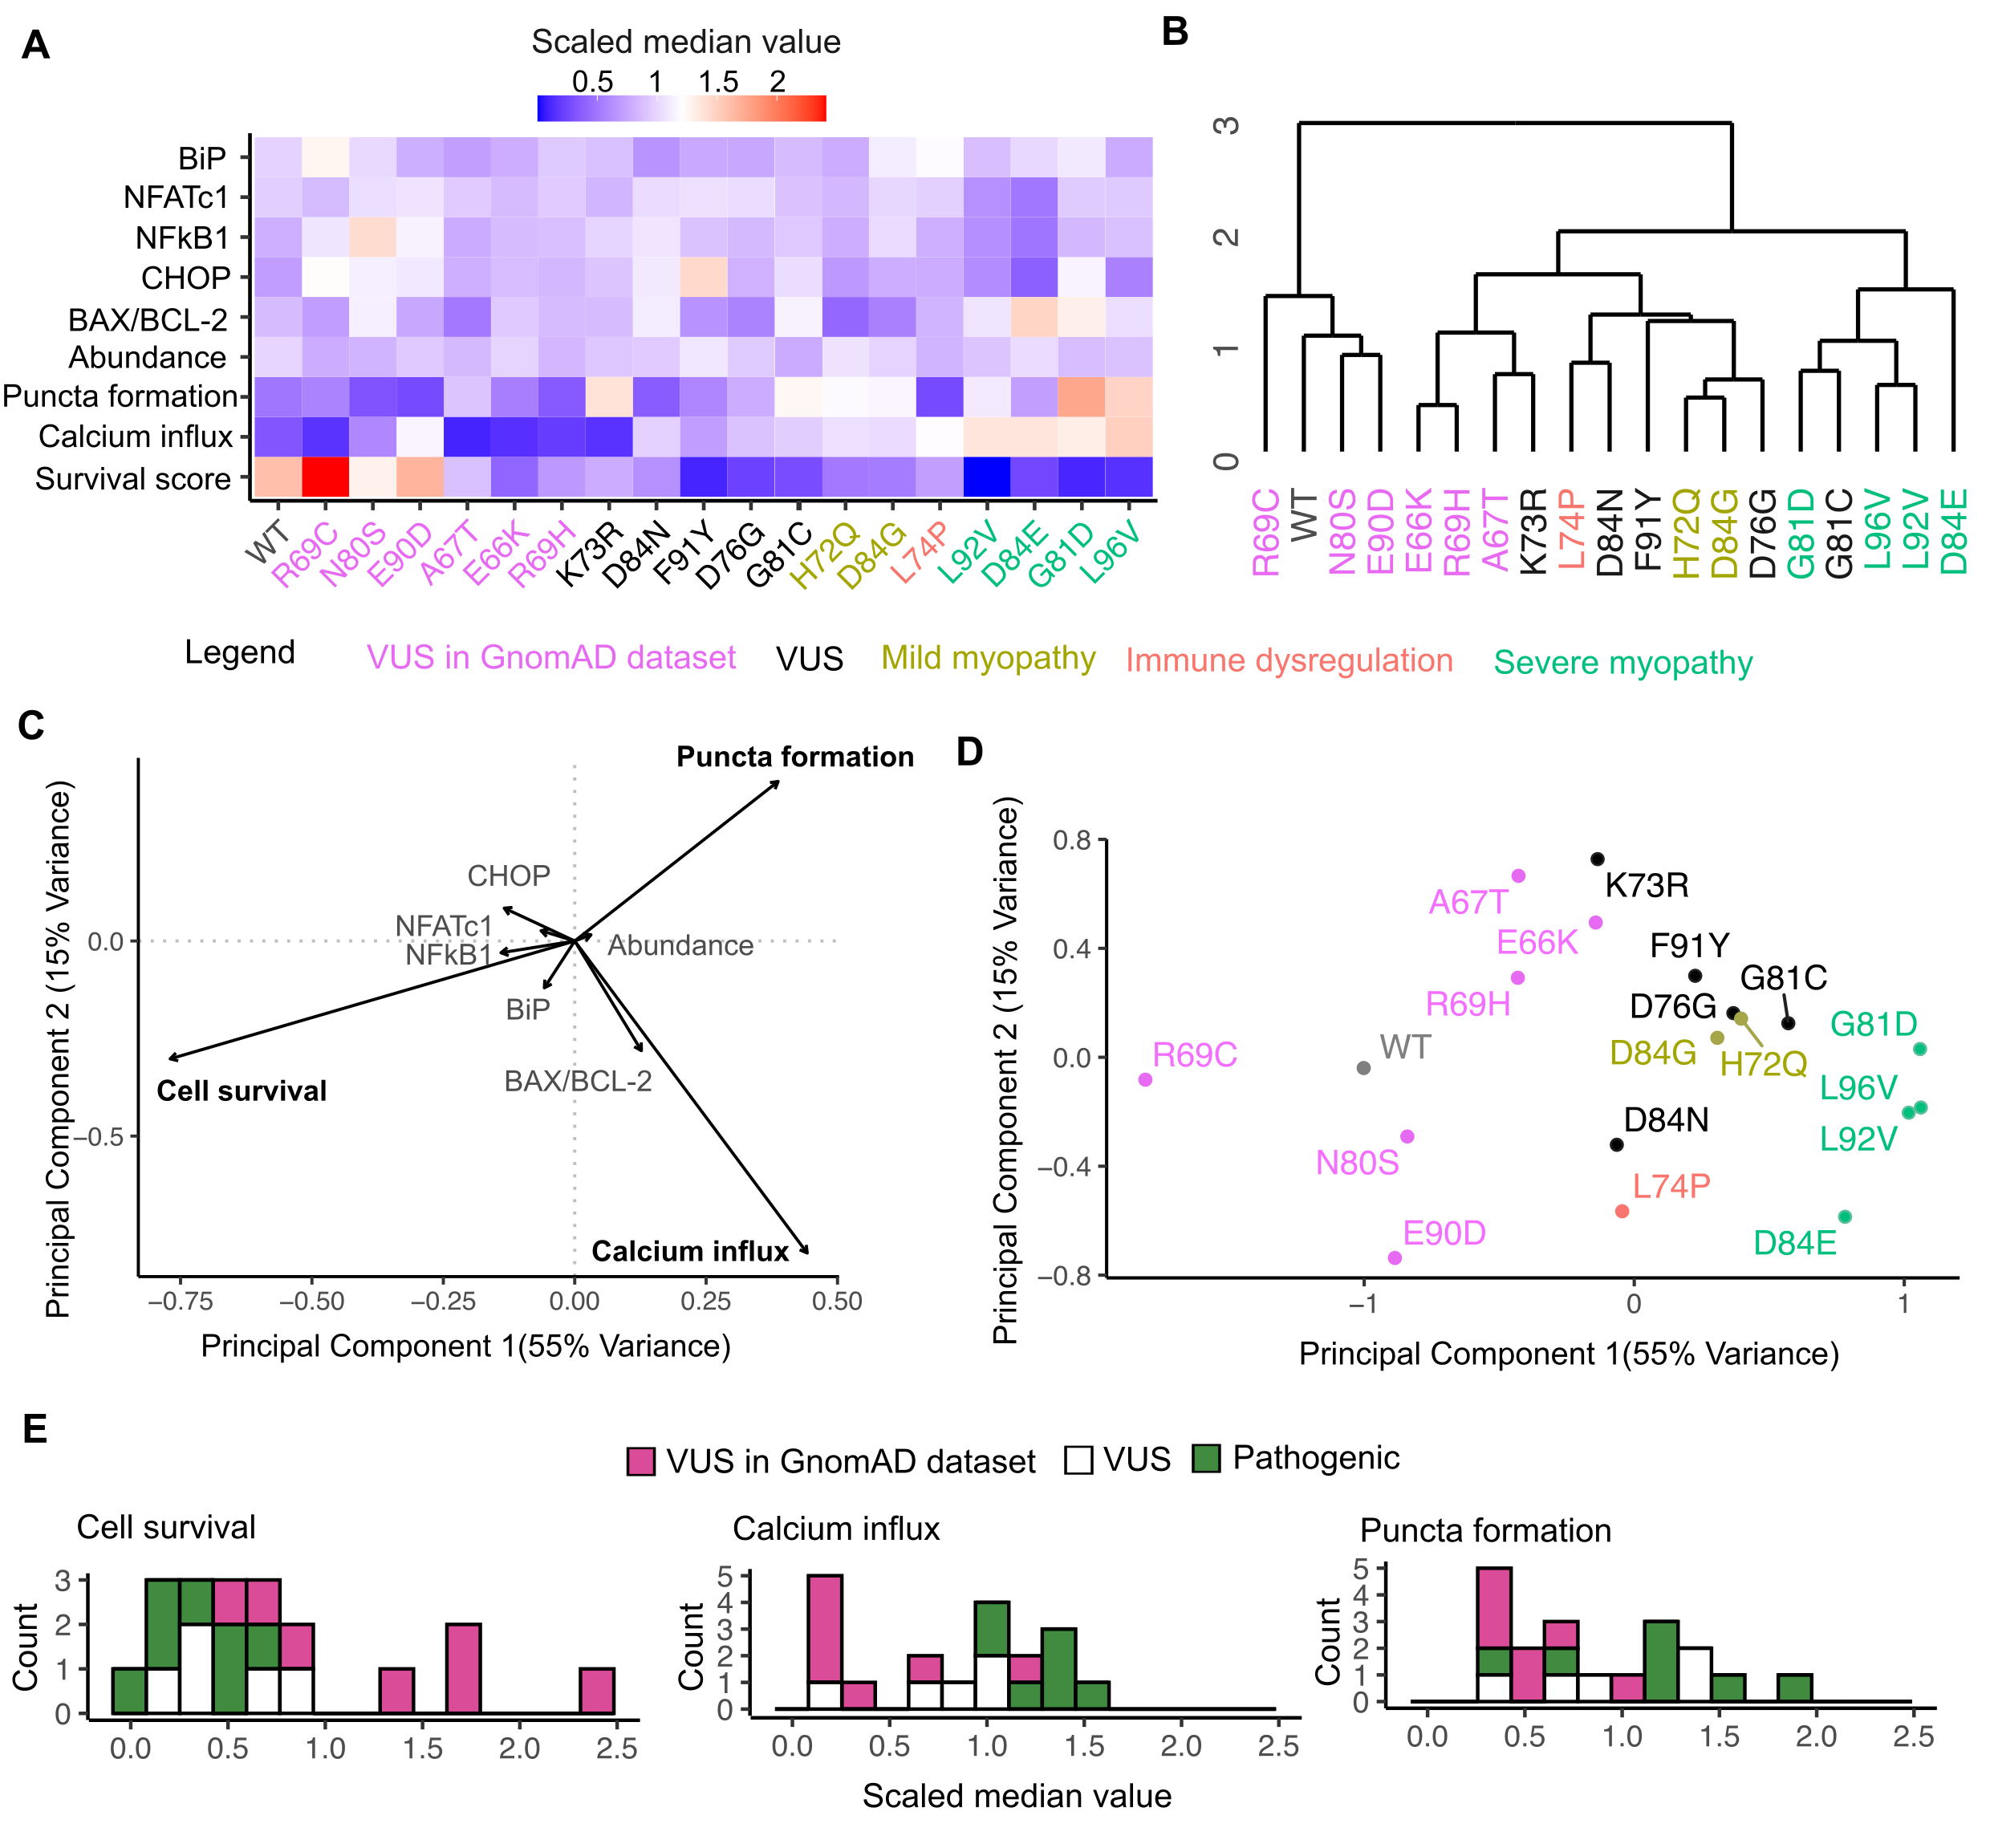 A
Scaled median value
0.5 1 1.5 2
BiP
NFATc1
NFkB1
CHOP
BAX/BCL-2
Abundance
Puncta formation
Calcium influx
Survival score
WT R69C N80S E90D A67T E66K R69H K73R D84N F91Y D76G G81C H72Q D84G L74P L92V D84E G81D L96V
B
3
2
1
0
R69C WT N80S E90D E66K R69H A67T K73R L74P D84N F91Y H72Q D84G D76G G81D G81C L96V L92V D84E
Legend VUS in GnomAD dataset VUS Mild myopathy Immune dysregulation Severe myopathy
C
Principal Component 2 (15% Variance)
0.0
−0.5
Puncta formation
CHOP
NFATc1
NFkB1
Abundance
BiP
Cell survival
BAX/BCL-2
Calcium influx
−0.75 −0.50 −0.25 0.00 0.25 0.50
Principal Component 1(55% Variance)
D
Principal Component 2 (15% Variance)
0.8
0.4
0.0
−0.4
−0.8
K73R
A67T
E66K
F91Y
G81C
R69H
D76G
G81D
WT
R69C
D84G
H72Q
L96V
D84N
L92V
N80S
L74P
E90D
D84E
−1 0 1
Principal Component 1(55% Variance)
E
VUS in GnomAD dataset VUS Pathogenic
Cell survival
Count
3
2
1
0
0.0 0.5 1.0 1.5 2.0 2.5
Calcium influx
Count
5
4
3
2
1
0
0.0 0.5 1.0 1.5 2.0 2.5
Puncta formation
Count
5
4
3
2
1
0
0.0 0.5 1.0 1.5 2.0 2.5
Scaled median value